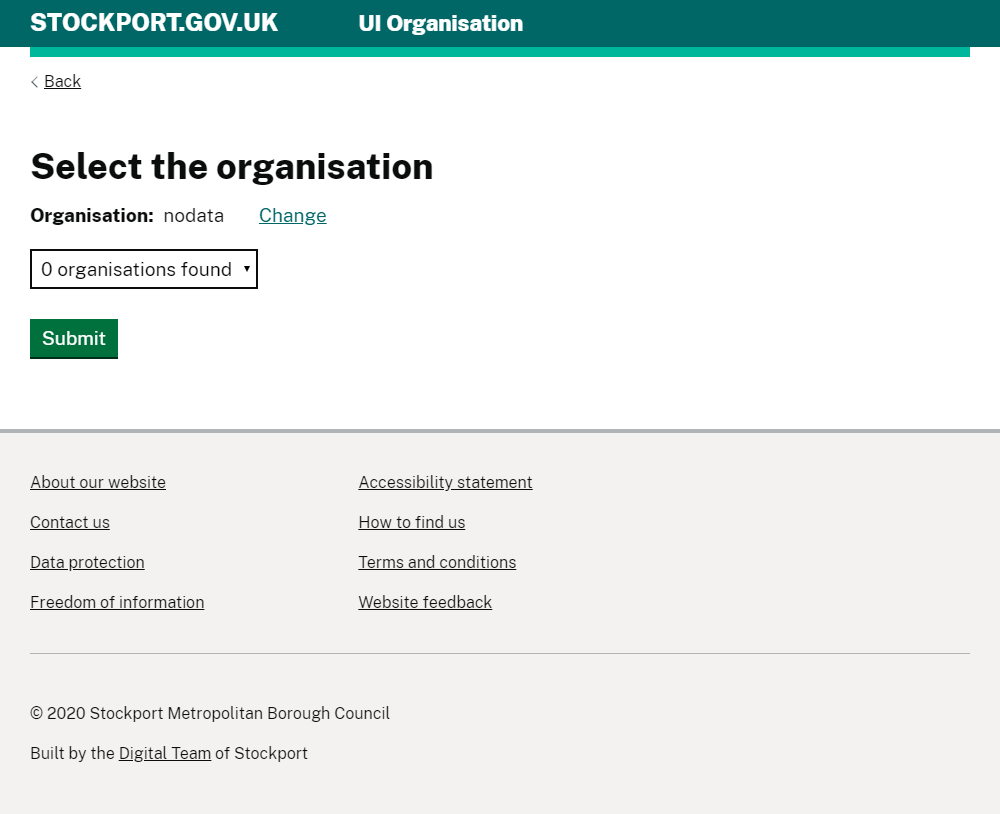 STOCKPORT.GOV.UK UI Organisation
Back
Select the organisation
Organisation: nodata Change
0 organisations found
Submit
About our website Accessibility statement
Contact us How to find us
Data protection Terms and conditions
Freedom of information Website feedback
© 2020 Stockport Metropolitan Borough Council
Built by the Digital Team of Stockport